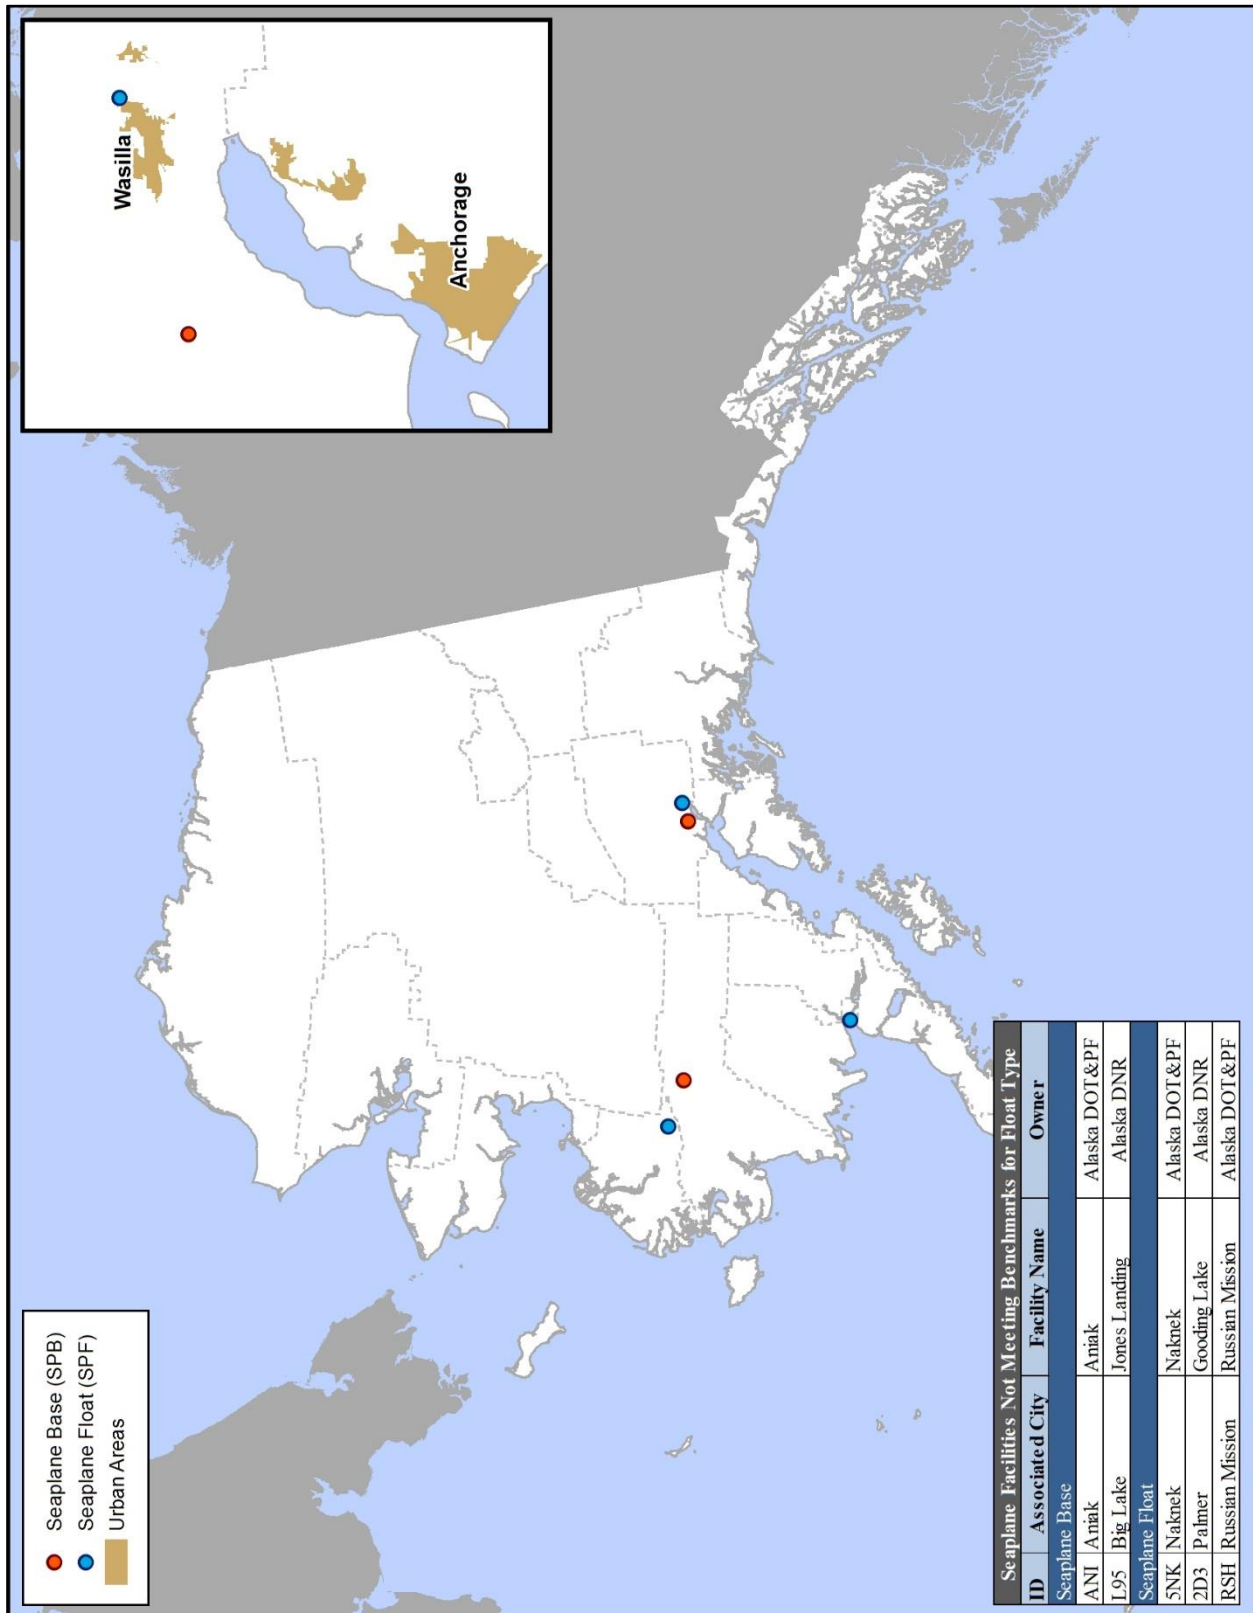 Seaplane Base (SPB)
Seaplane Float (SPF)
Urban Areas
Wasilla
Anchorage
Seaplane Facilities Not Meeting Benchmarks for Float Type
ID Associated City Facility Name Owner
Seaplane Base
ANI Aniak Aniak Alaska DOT&PF
L95 Big Lake Jones Landing Alaska DNR
Seaplane Float
5NK Naknek Naknek Alaska DOT&PF
2D3 Palmer Gooding Lake Alaska DNR
RSH Russian Mission Russian Mission Alaska DOT&PF